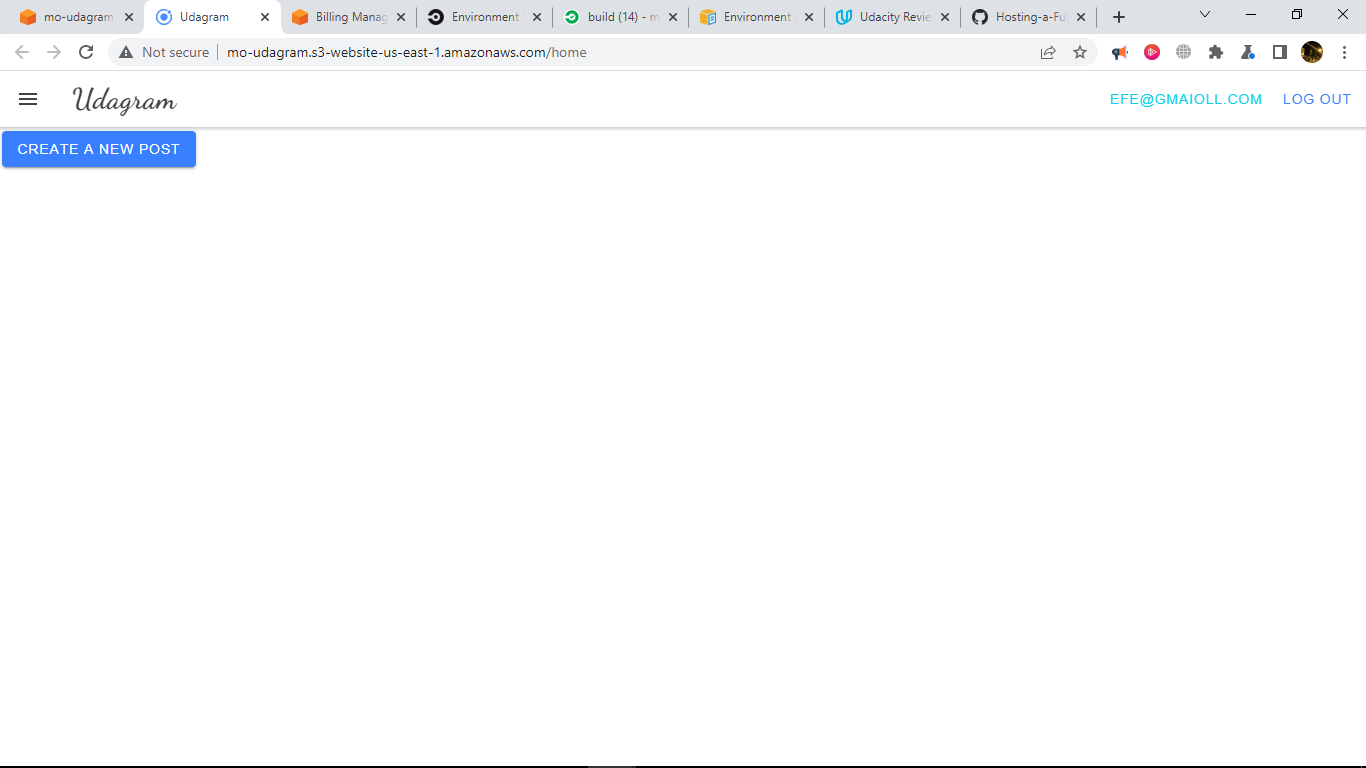 mo-udagram
Udagram
Billing Manag
Environment
build (14) - m
Environment
Udacity Revie
Hosting-a-Ful
Not secure
mo-udagram.s3-website-us-east-1.amazonaws.com/home
Udagram
EFE@GMAIOLL.COM
LOG OUT
CREATE A NEW POST